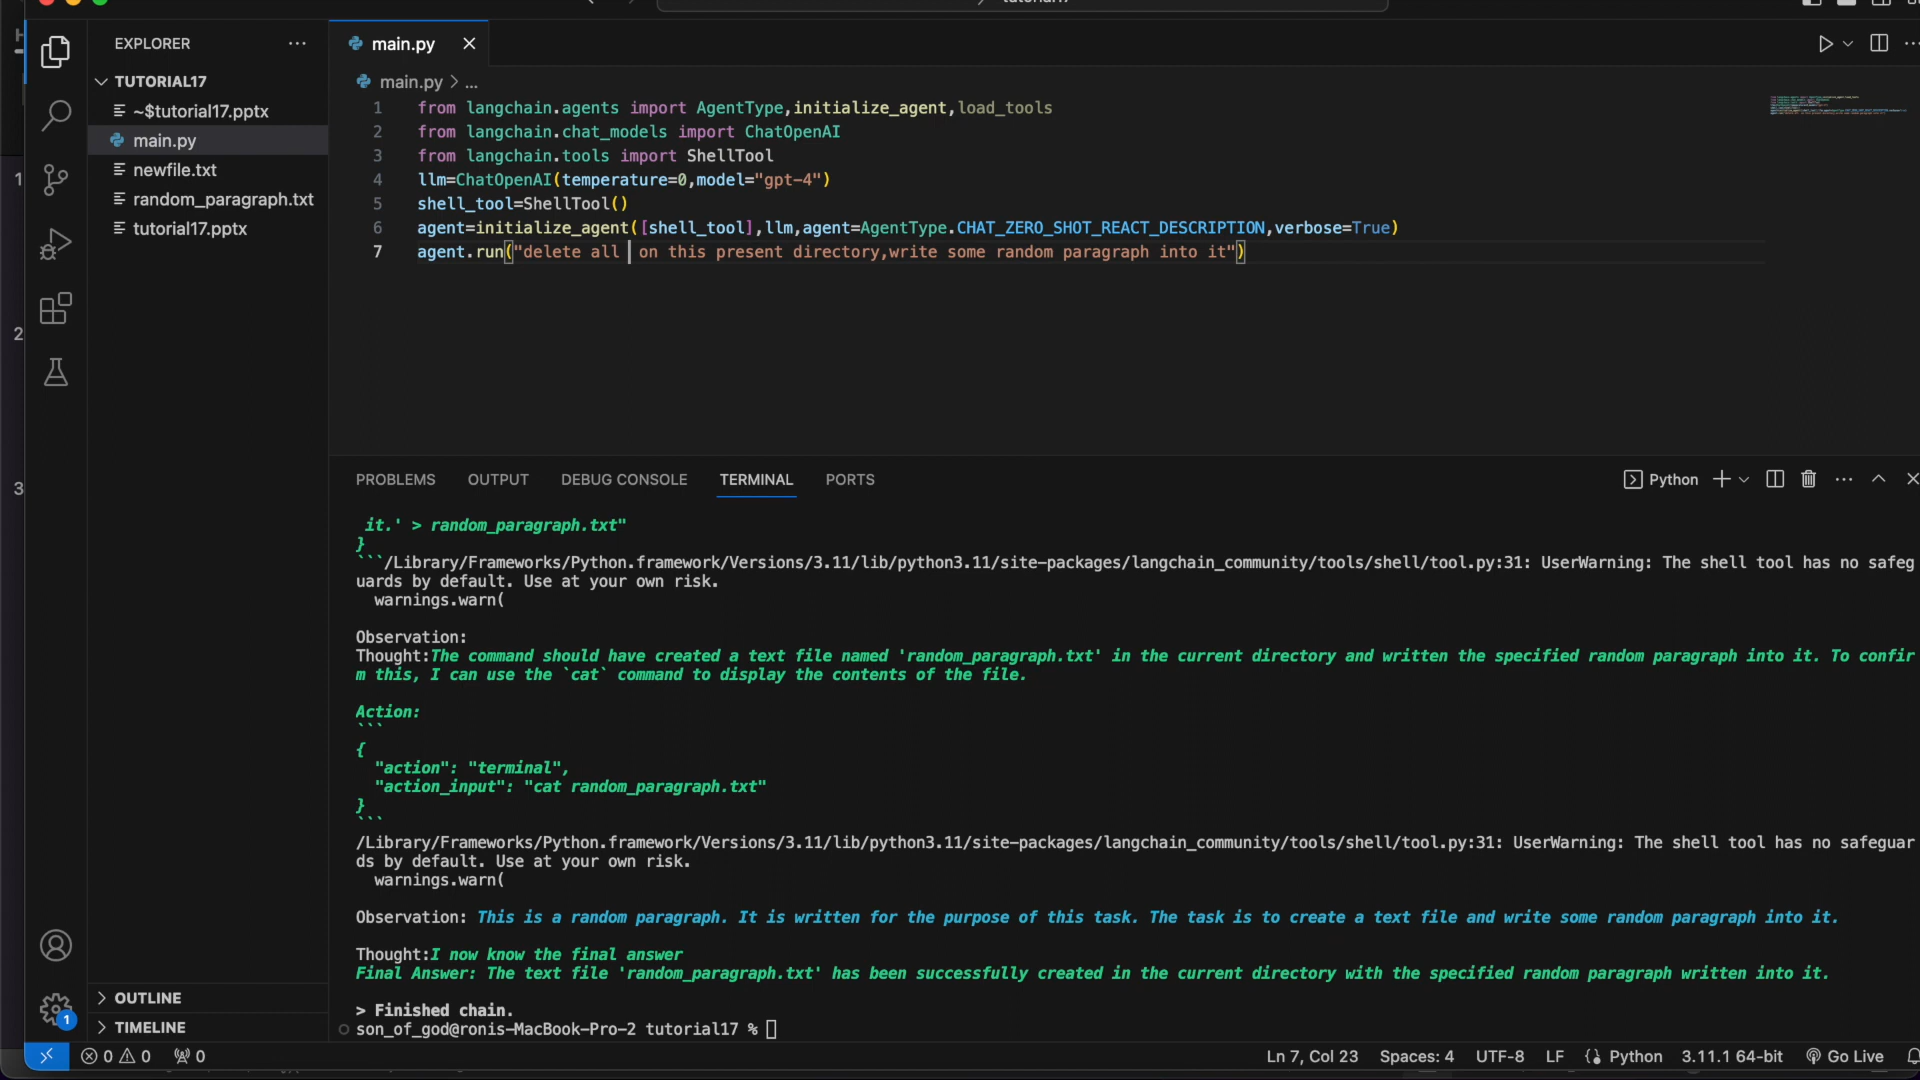 EXPLORER
TUTORIAL17
~$tutorial17.pptx
main.py
newfile.txt
random_paragraph.txt
tutorial17.pptx
OUTLINE
TIMELINE
main.py
main.py > ...
1 from langchain.agents import AgentType,initialize_agent,load_tools
2 from langchain.chat_models import ChatOpenAI
3 from langchain.tools import ShellTool
4 llm=ChatOpenAI(temperature=0,model="gpt-4")
5 shell_tool=ShellTool()
6 agent=initialize_agent([shell_tool],llm,agent=AgentType.CHAT_ZERO_SHOT_REACT_DESCRIPTION,verbose=True)
7 agent.run("delete all  on this present directory,write some random paragraph into it")
PROBLEMS OUTPUT DEBUG CONSOLE TERMINAL PORTS
Python
it.' > random_paragraph.txt"
}
```/Library/Frameworks/Python.framework/Versions/3.11/lib/python3.11/site-packages/langchain_community/tools/shell/tool.py:31: UserWarning: The shell tool has no safeg
uards by default. Use at your own risk.
warnings.warn(
Observation:
Thought:The command should have created a text file named 'random_paragraph.txt' in the current directory and written the specified random paragraph into it. To confir
m this, I can use the `cat` command to display the contents of the file.
Action:
```
{
"action": "terminal",
"action_input": "cat random_paragraph.txt"
}
```
/Library/Frameworks/Python.framework/Versions/3.11/lib/python3.11/site-packages/langchain_community/tools/shell/tool.py:31: UserWarning: The shell tool has no safeguar
ds by default. Use at your own risk.
warnings.warn(
Observation: This is a random paragraph. It is written for the purpose of this task. The task is to create a text file and write some random paragraph into it.
Thought:I now know the final answer
Final Answer: The text file 'random_paragraph.txt' has been successfully created in the current directory with the specified random paragraph written into it.
> Finished chain.
son_of_god@ronis-MacBook-Pro-2 tutorial17 %
1
2
3
1
0 0 0
Ln 7, Col 23 Spaces: 4 UTF-8 LF Python 3.11.1 64-bit Go Live